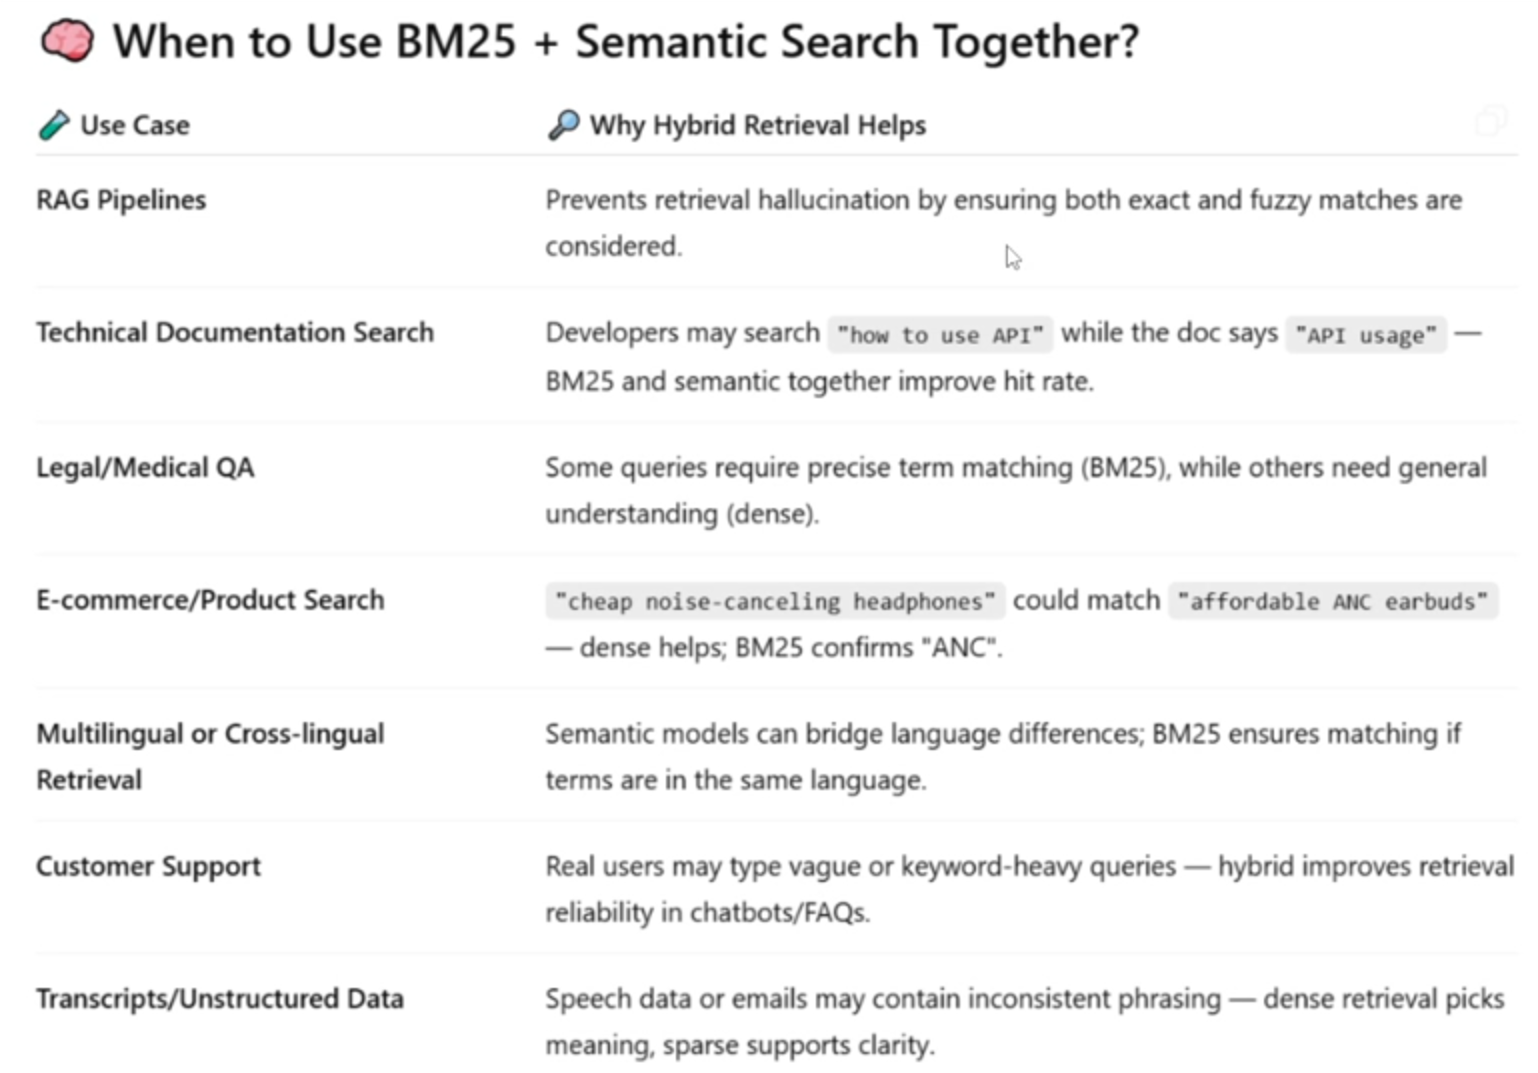 🧠 When to Use BM25 + Semantic Search Together?
🧪 Use Case
🔎 Why Hybrid Retrieval Helps
RAG Pipelines
Prevents retrieval hallucination by ensuring both exact and fuzzy matches are
considered.
Technical Documentation Search
Developers may search "how to use API" while the doc says "API usage" —
BM25 and semantic together improve hit rate.
Legal/Medical QA
Some queries require precise term matching (BM25), while others need general
understanding (dense).
E-commerce/Product Search
"cheap noise-canceling headphones" could match "affordable ANC earbuds"
— dense helps; BM25 confirms "ANC".
Multilingual or Cross-lingual
Retrieval
Semantic models can bridge language differences; BM25 ensures matching if
terms are in the same language.
Customer Support
Real users may type vague or keyword-heavy queries — hybrid improves retrieval
reliability in chatbots/FAQs.
Transcripts/Unstructured Data
Speech data or emails may contain inconsistent phrasing — dense retrieval picks
meaning, sparse supports clarity.